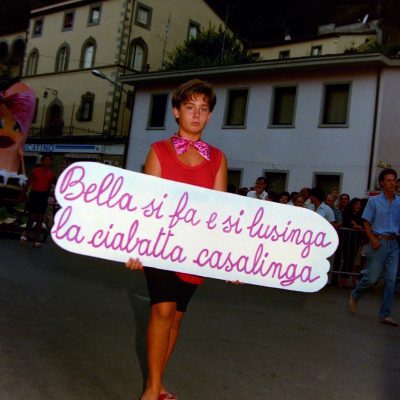 Bella si fa e si lusinga
la ciabatta casalinga